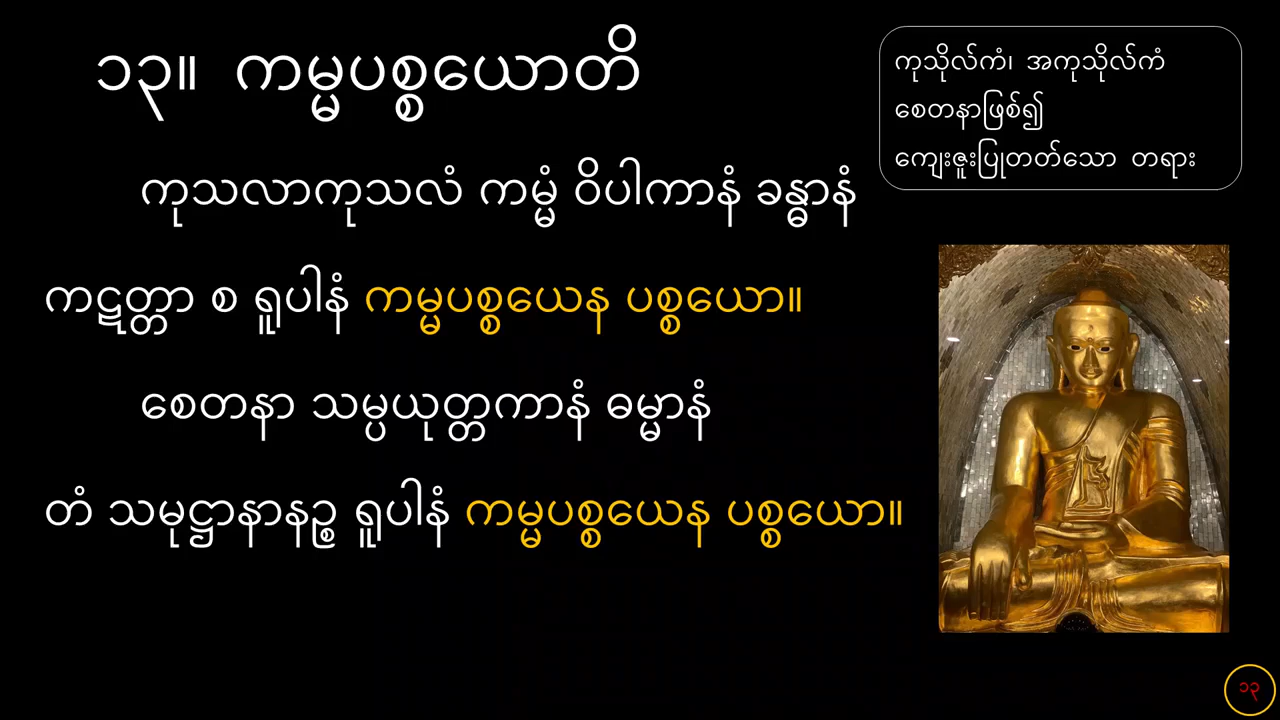 ၁၃။ ကမ္မပစ္စယောတိ
ကုသိုလ်ကံ၊ အကုသိုလ်ကံ
စေတနာဖြစ်၍
ကျေးဇူးပြုတတ်သော တရား
ကုသလာကုသလံ ကမ္မံ ဝိပါကာနံ ခန္ဓာနံ
ကဋတ္တာ စ ရူပါနံ ကမ္မပစ္စယေန ပစ္စယော။
စေတနာ သမ္ပယုတ္တကာနံ ဓမ္မာနံ
တံ သမုဋ္ဌာနာနဉ္စ ရူပါနံ ကမ္မပစ္စယေန ပစ္စယော။
၁၃